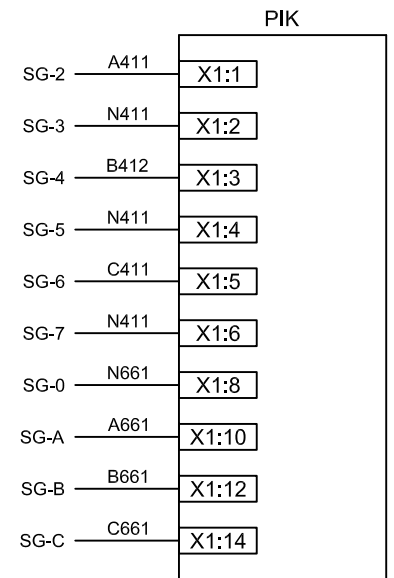 PIK
SG-2 A411 X1:1
SG-3 N411 X1:2
SG-4 B412 X1:3
SG-5 N411 X1:4
SG-6 C411 X1:5
SG-7 N411 X1:6
SG-0 N661 X1:8
SG-A A661 X1:10
SG-B B661 X1:12
SG-C C661 X1:14